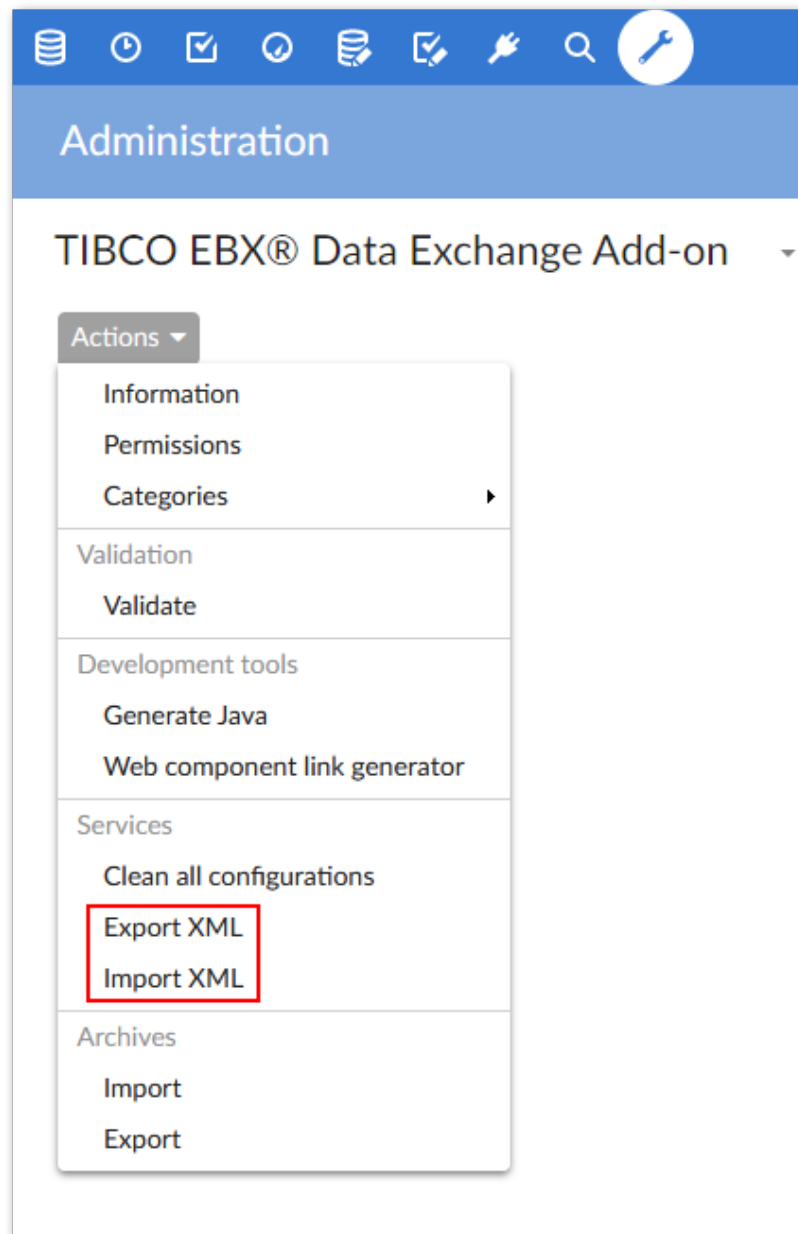 Administration
TIBCO EBX® Data Exchange Add-on
Actions
Information
Permissions
Categories
Validation
Validate
Development tools
Generate Java
Web component link generator
Services
Clean all configurations
Export XML
Import XML
Archives
Import
Export